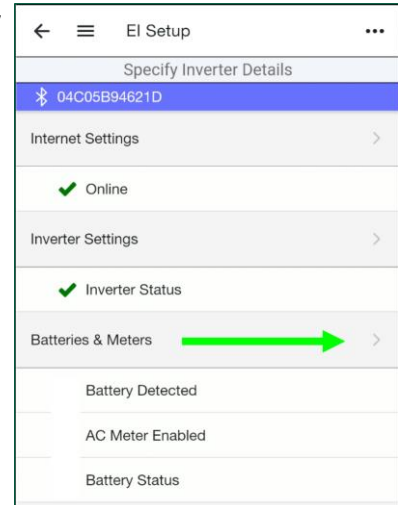 EI Setup
Specify Inverter Details
04C05B94621D
Internet Settings
Online
Inverter Settings
Inverter Status
Batteries & Meters
Battery Detected
AC Meter Enabled
Battery Status